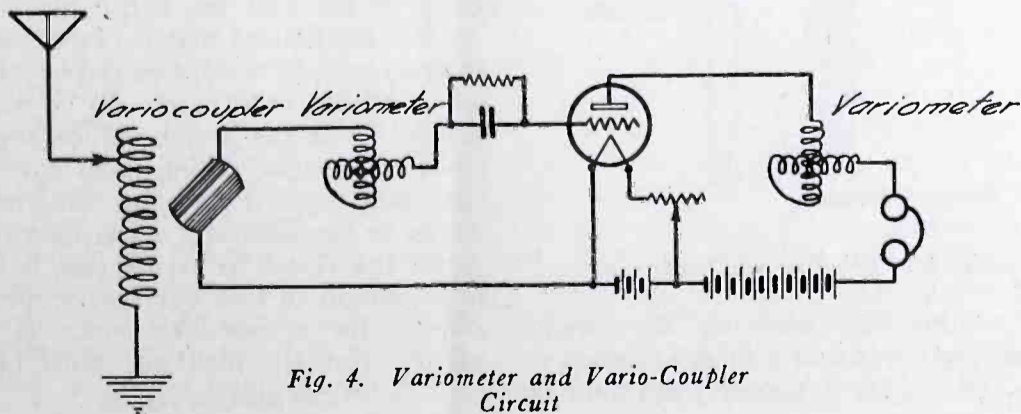 Variocoupler
Variometer
Variometer
Fig. 4. Variometer and Vario-Coupler
Circuit